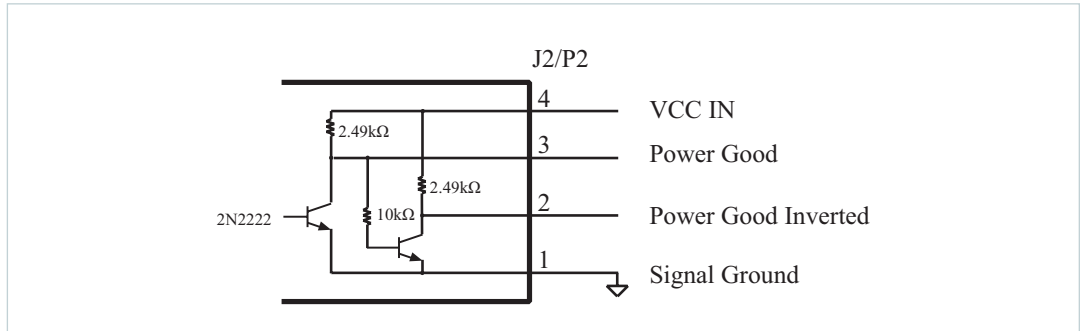 J2/P2
4
VCC IN
2.49kΩ
3
Power Good
2.49kΩ
2N2222
10kΩ
2
Power Good Inverted
1
Signal Ground